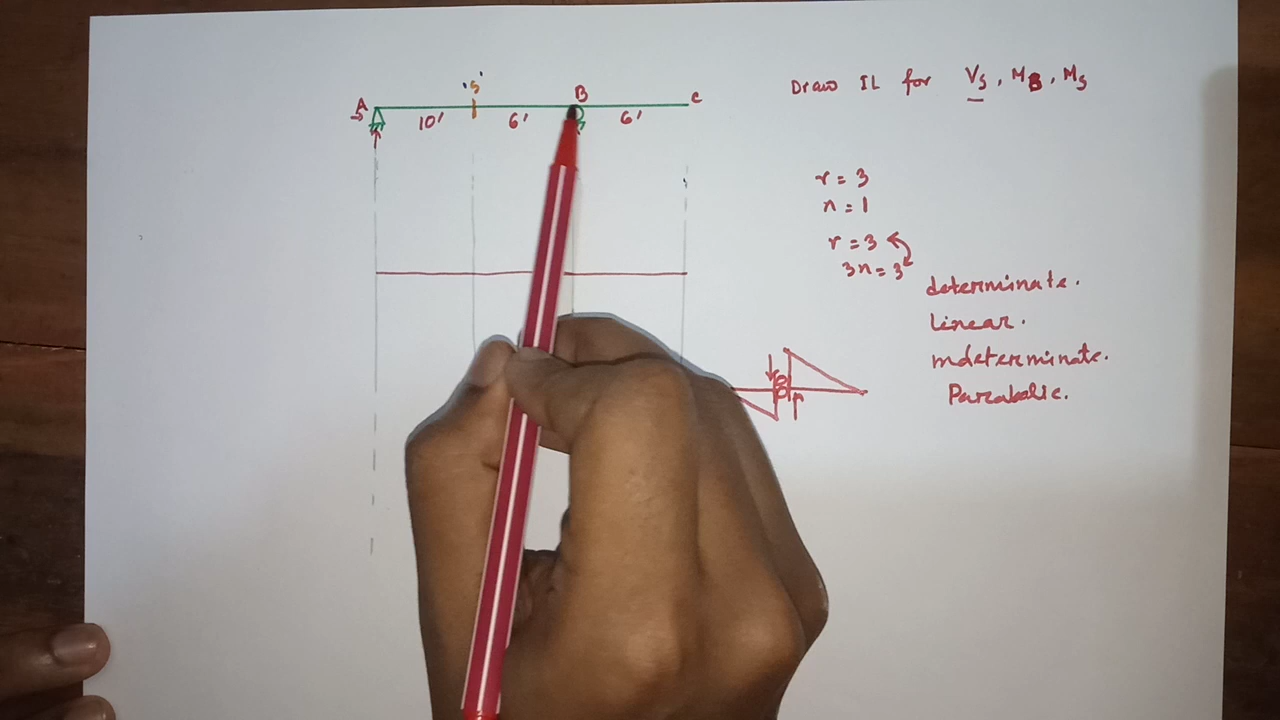 'S'
A B C
10' 6' 6'
Draw IL for Vs, MB, Ms
r = 3
n = 1
r = 3
3n = 3
determinate.
Linear.
indeterminate.
Parabolic.